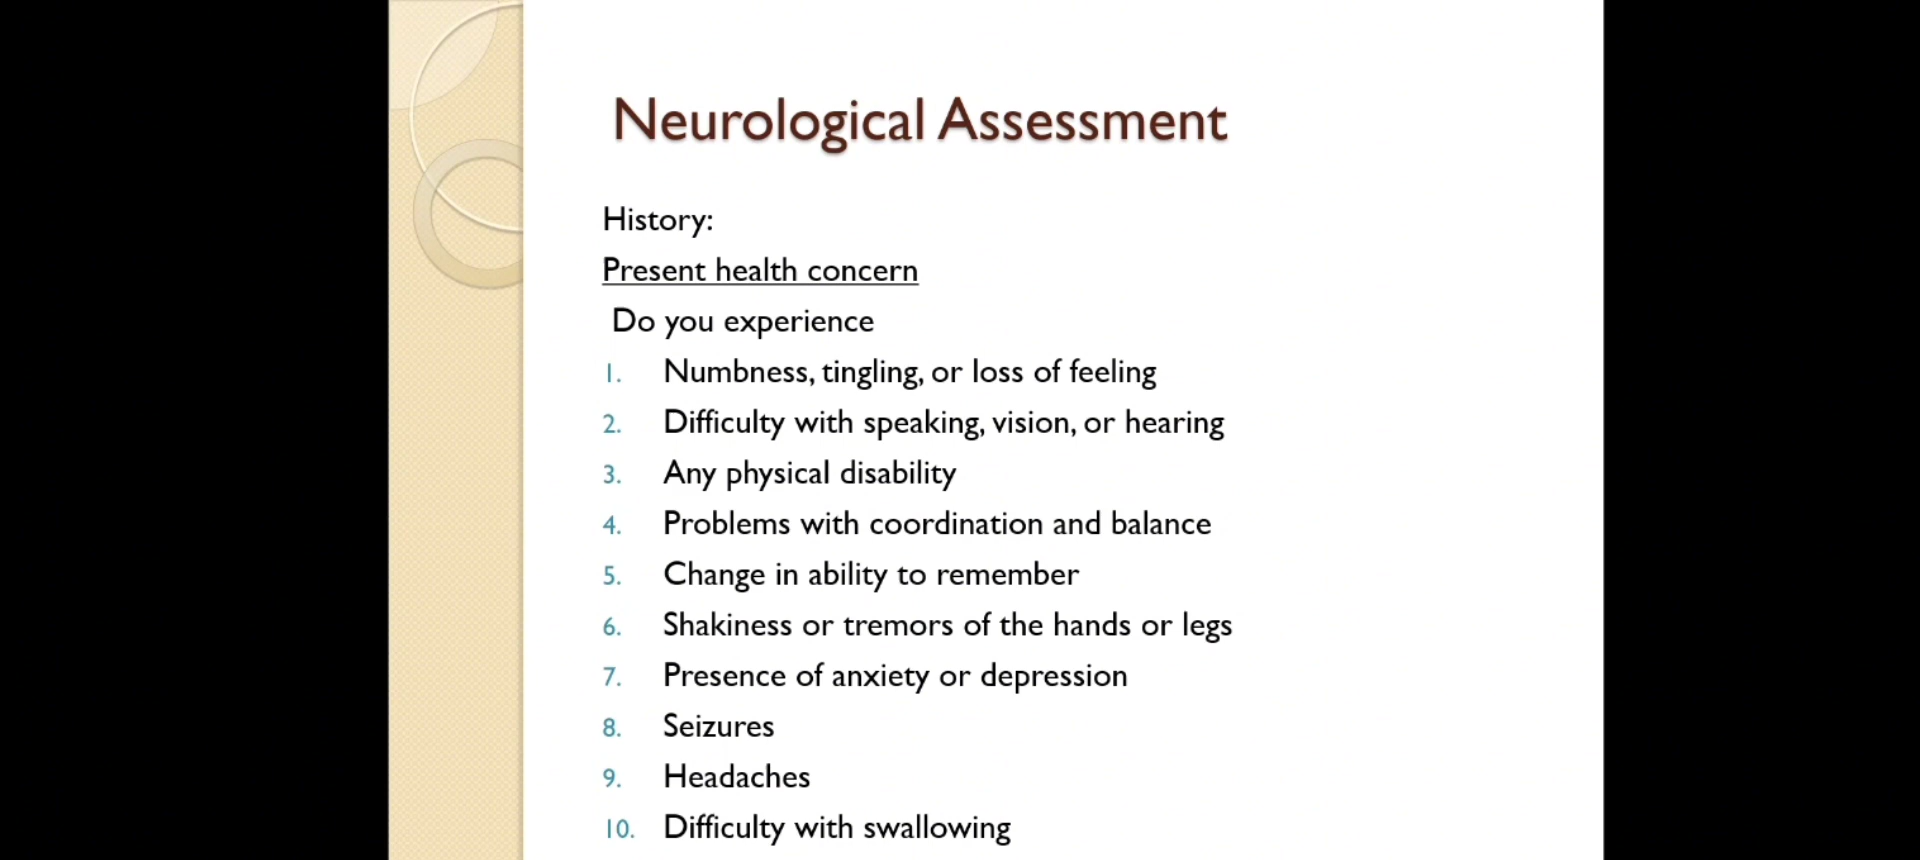 Neurological Assessment
History:
Present health concern
Do you experience
1. Numbness, tingling, or loss of feeling
2. Difficulty with speaking, vision, or hearing
3. Any physical disability
4. Problems with coordination and balance
5. Change in ability to remember
6. Shakiness or tremors of the hands or legs
7. Presence of anxiety or depression
8. Seizures
9. Headaches
10. Difficulty with swallowing